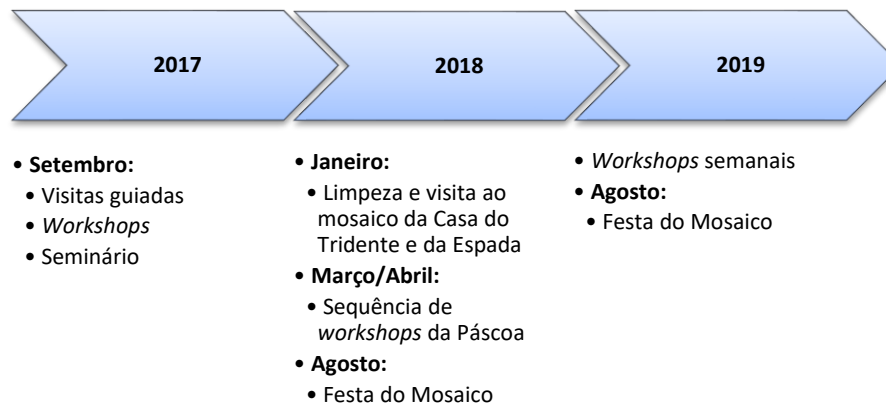 2017
• Setembro:
• Visitas guiadas
• Workshops
• Seminário
2018
• Janeiro:
• Limpeza e visita ao
mosaico da Casa do
Tridente e da Espada
• Março/Abril:
• Sequência de
workshops da Páscoa
• Agosto:
• Festa do Mosaico
2019
• Workshops semanais
• Agosto:
• Festa do Mosaico